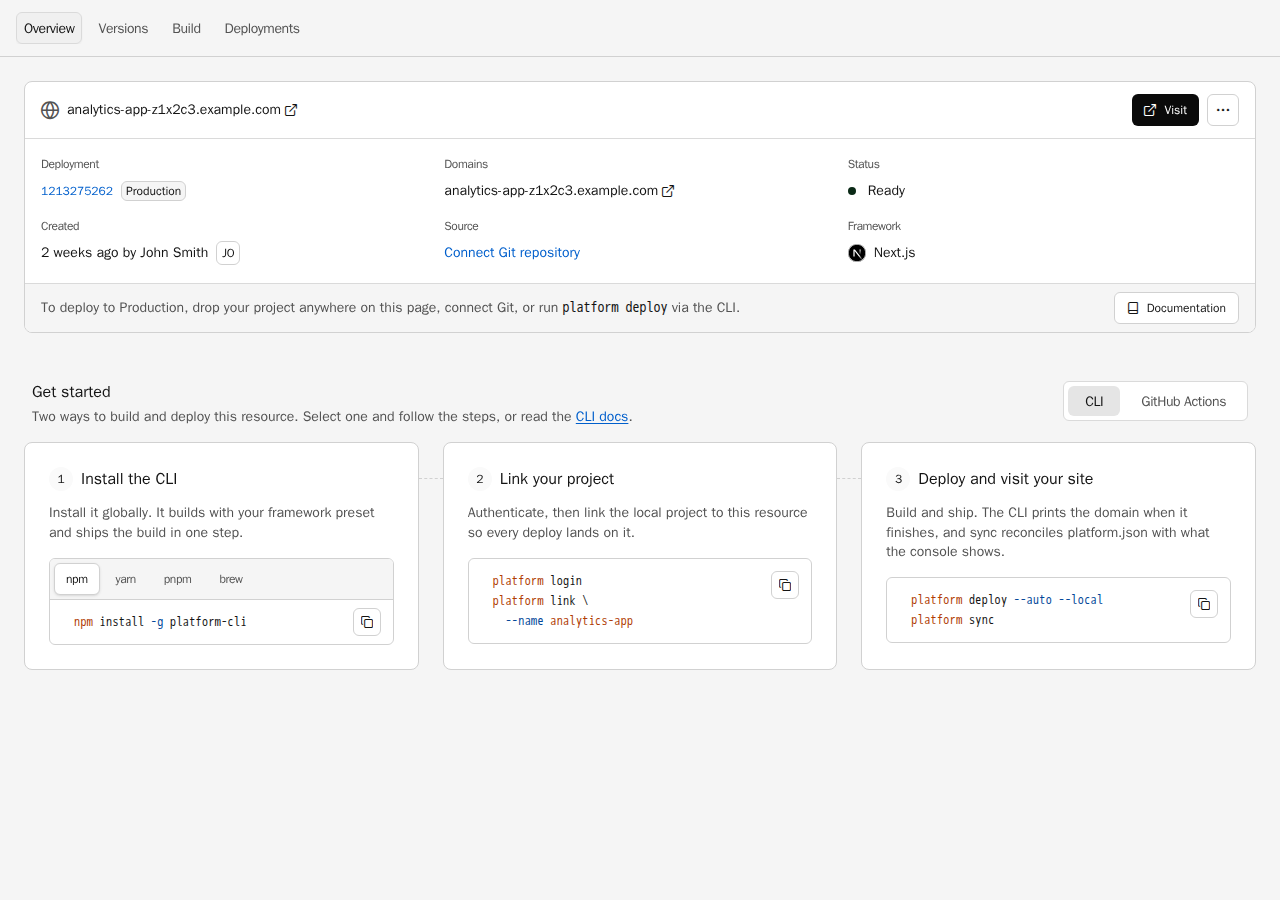 Overview Versions Build Deployments
analytics-app-z1x2c3.example.com
Visit
Deployment
Domains
Status
1213275262 Production
analytics-app-z1x2c3.example.com
Ready
Created
Source
Framework
2 weeks ago by John Smith JO
Connect Git repository
Next.js
To deploy to Production, drop your project anywhere on this page, connect Git, or run platform deploy via the CLI.
Documentation
Get started
Two ways to build and deploy this resource. Select one and follow the steps, or read the CLI docs.
CLI GitHub Actions
1 Install the CLI
Install it globally. It builds with your framework preset
and ships the build in one step.
npm yarn pnpm brew
npm install -g platform-cli
2 Link your project
Authenticate, then link the local project to this resource
so every deploy lands on it.
platform login
platform link \
--name analytics-app
3 Deploy and visit your site
Build and ship. The CLI prints the domain when it
finishes, and sync reconciles platform.json with what
the console shows.
platform deploy --auto --local
platform sync